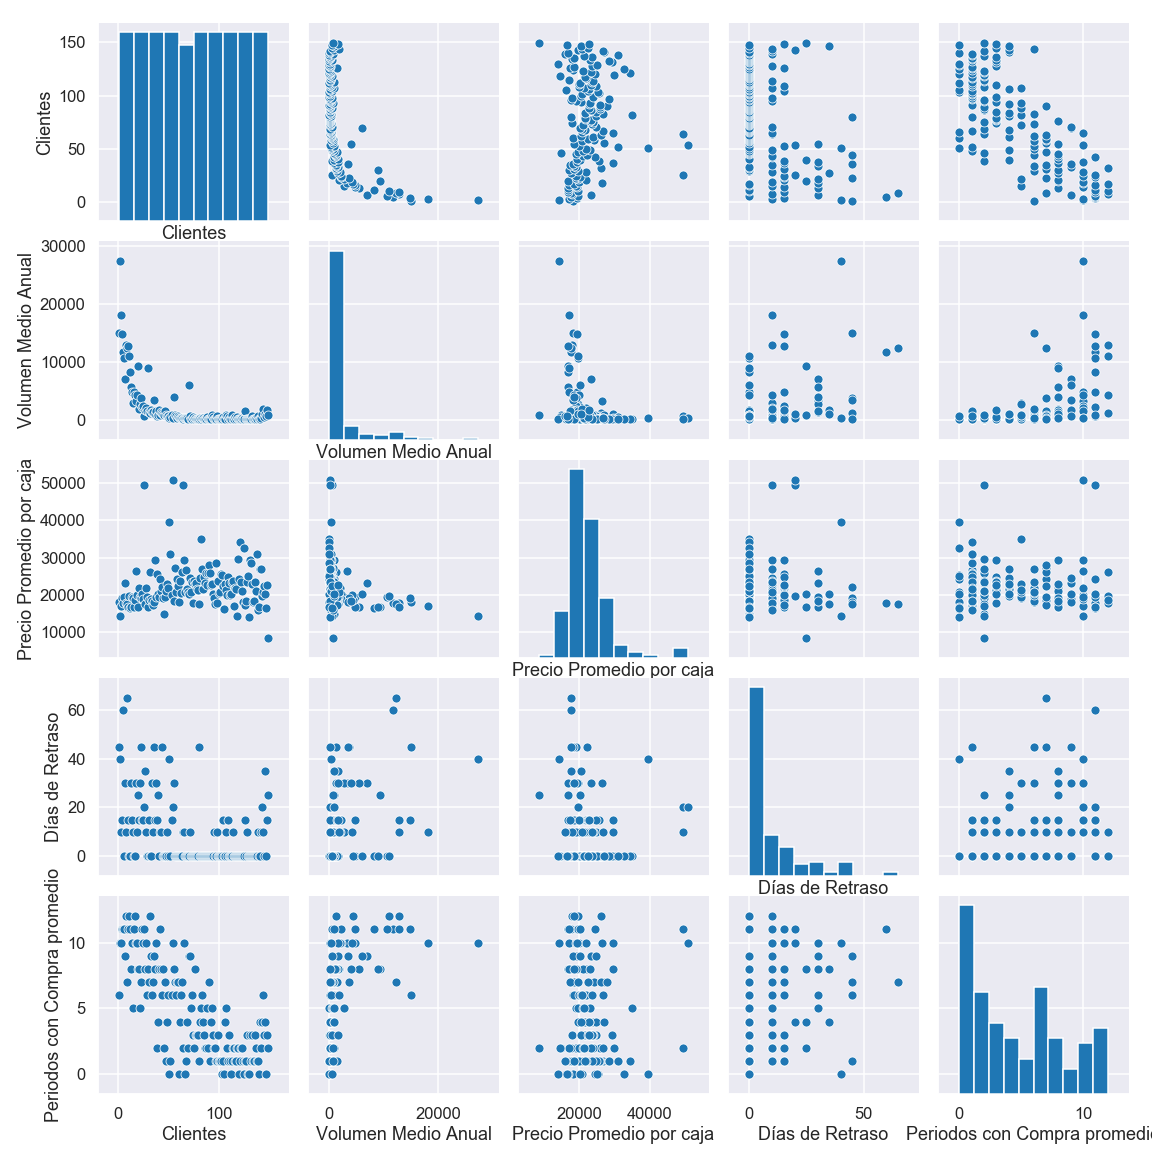 150
100
50
0
Clientes
Clientes
30000
20000
10000
0
Volumen Medio Anual
Volumen Medio Anual
50000
40000
30000
20000
10000
Precio Promedio por caja
Precio Promedio por caja
60
40
20
0
Días de Retraso
Días de Retraso
10
5
0
Periodos con Compra promedio
0 100
0 20000
20000 40000
0 50
0 10
Clientes
Volumen Medio Anual
Precio Promedio por caja
Días de Retraso
Periodos con Compra promedio